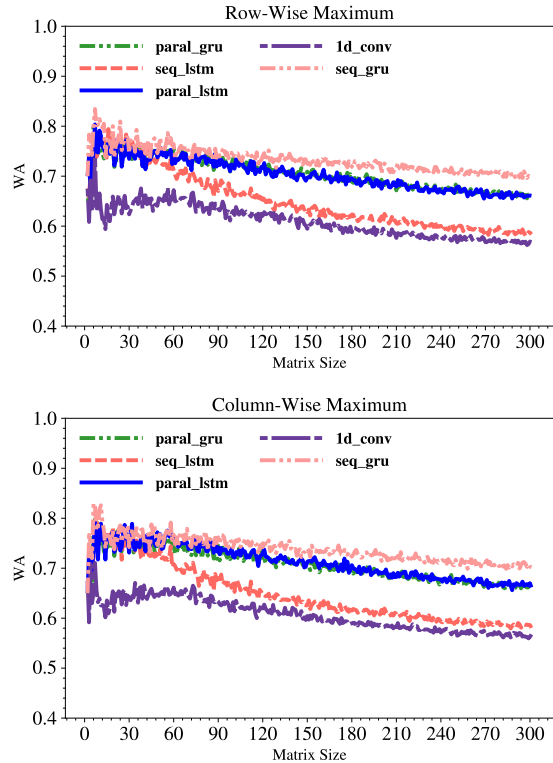 Row-Wise Maximum
1.0
0.9
0.8
0.7
0.6
0.5
0.4
WA
paral_gru
seq_lstm
paral_lstm
1d_conv
seq_gru
0 30 60 90 120 150 180 210 240 270 300
Matrix Size
Column-Wise Maximum
1.0
0.9
0.8
0.7
0.6
0.5
0.4
WA
paral_gru
seq_lstm
paral_lstm
1d_conv
seq_gru
0 30 60 90 120 150 180 210 240 270 300
Matrix Size